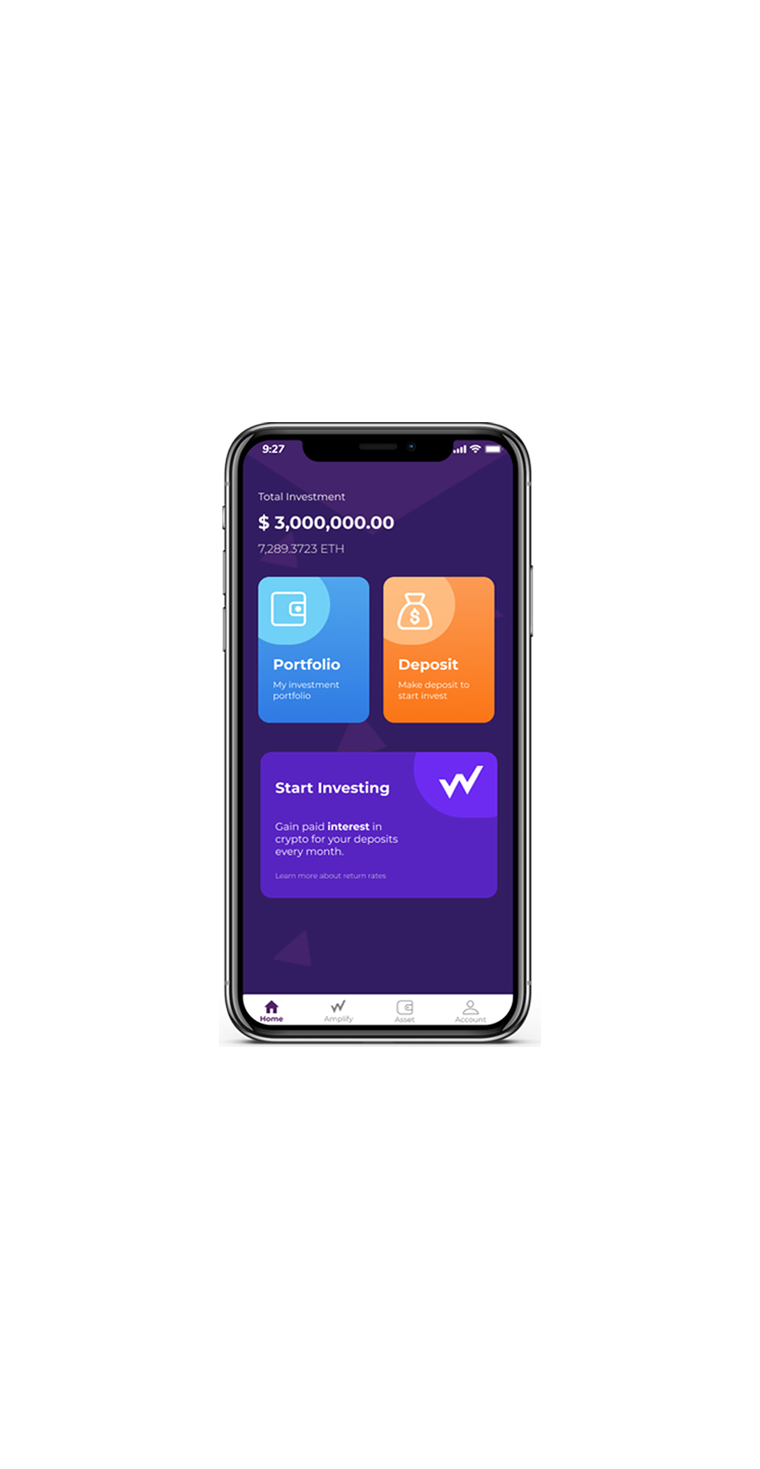 9:27
Total Investment
$ 3,000,000.00
7,289.3723 ETH
Portfolio
My investment
portfolio
Deposit
Make deposit to
start invest
Start Investing
Gain paid interest in
crypto for your deposits
every month.
Learn more about return rates
Home
Amplify
Asset
Account